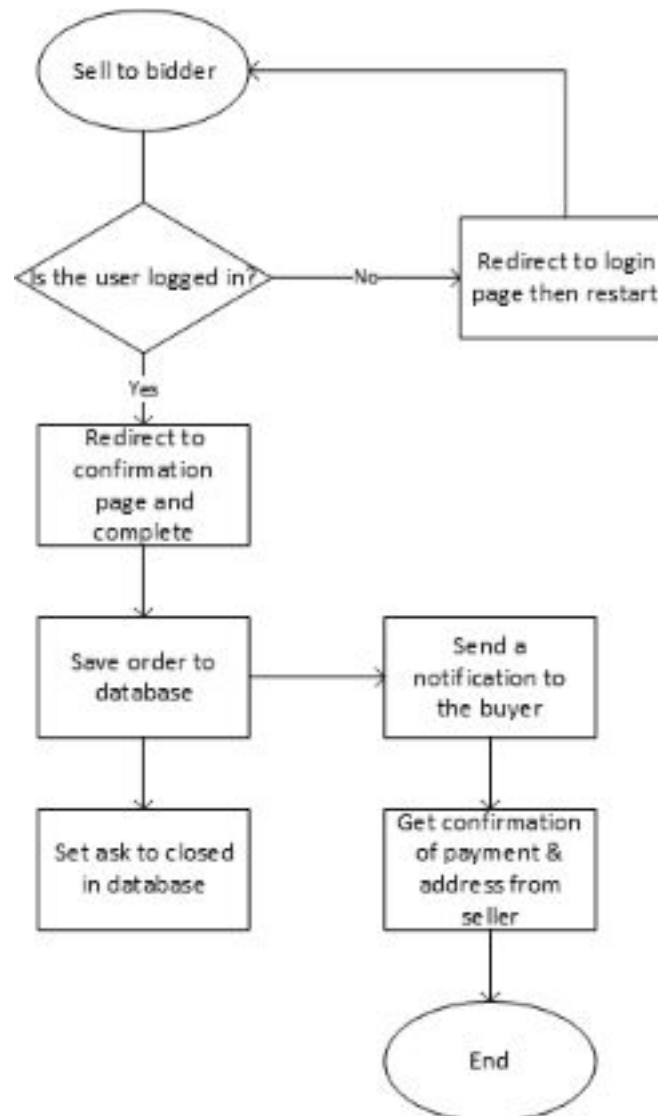 Sell to bidder
Is the user logged in?
No
Redirect to login
page then restart
Yes
Redirect to
confirmation
page and
complete
Save order to
database
Send a
notification to
the buyer
Set ask to closed
in database
Get confirmation
of payment &
address from
seller
End